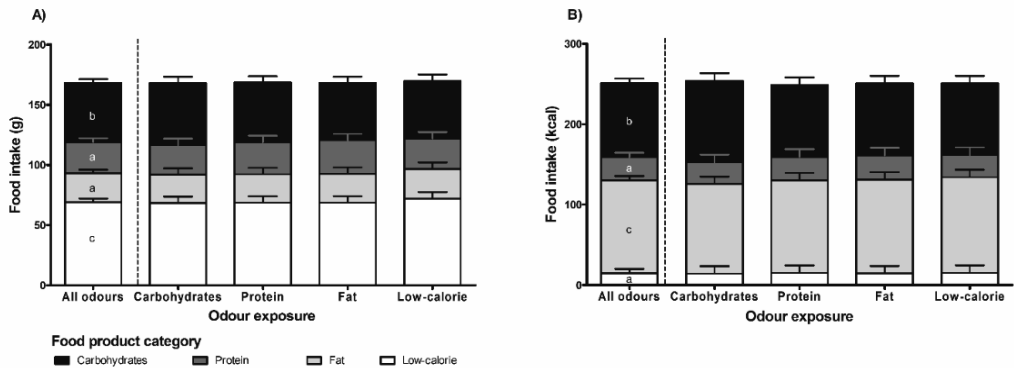 A)
200
150
100
50
0
Food intake (g)
b
a
a
c
All odours Carbohydrates Protein Fat Low-calorie
Odour exposure
Food product category
Carbohydrates Protein Fat Low-calorie
B)
300
200
100
0
Food intake (kcal)
b
a
c
a
All odours Carbohydrates Protein Fat Low-calorie
Odour exposure